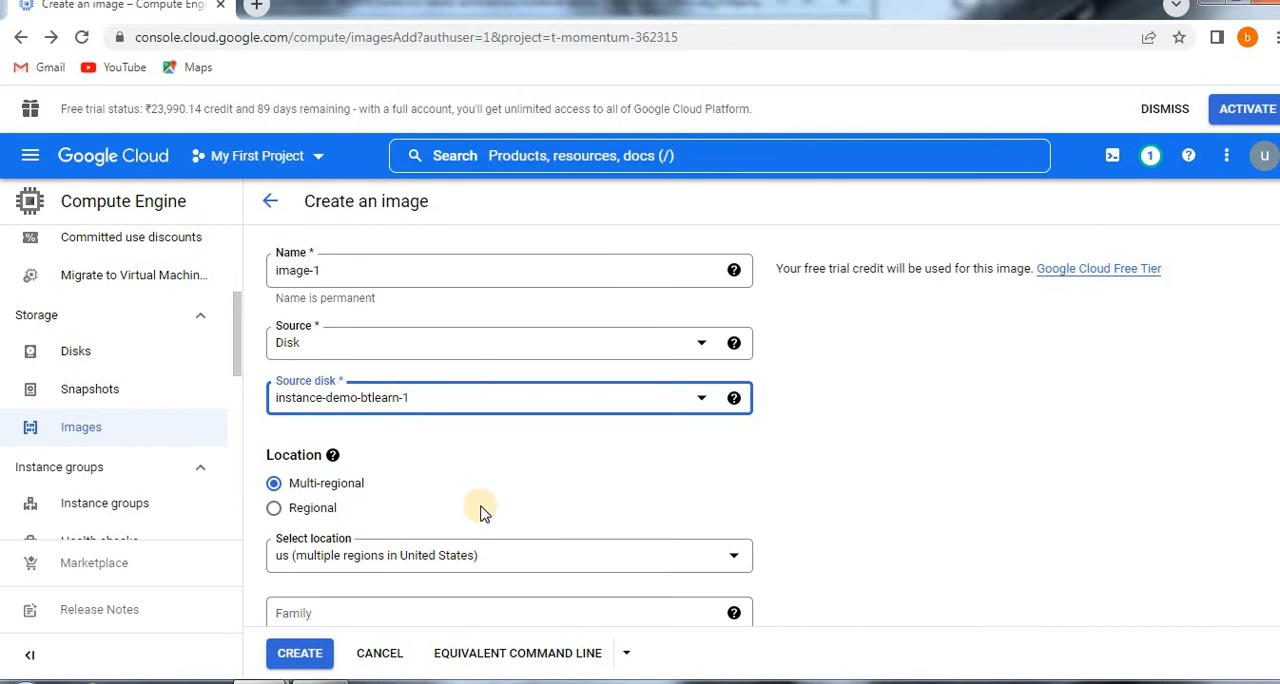 Create an image – Compute Engin
console.cloud.google.com/compute/imagesAdd?authuser=1&project=t-momentum-362315
b
Gmail YouTube Maps
Free trial status: ₹23,990.14 credit and 89 days remaining - with a full account, you'll get unlimited access to all of Google Cloud Platform. DISMISS ACTIVATE
Google Cloud My First Project Search Products, resources, docs (/) 1 u
Compute Engine
Create an image
Committed use discounts
Migrate to Virtual Machin...
Storage
Disks
Snapshots
Images
Instance groups
Instance groups
Health checks
Marketplace
Release Notes
Name *
image-1
Name is permanent
Your free trial credit will be used for this image. Google Cloud Free Tier
Source *
Disk
Source disk *
instance-demo-btlearn-1
Location
Multi-regional
Regional
Select location
us (multiple regions in United States)
Family
CREATE CANCEL EQUIVALENT COMMAND LINE